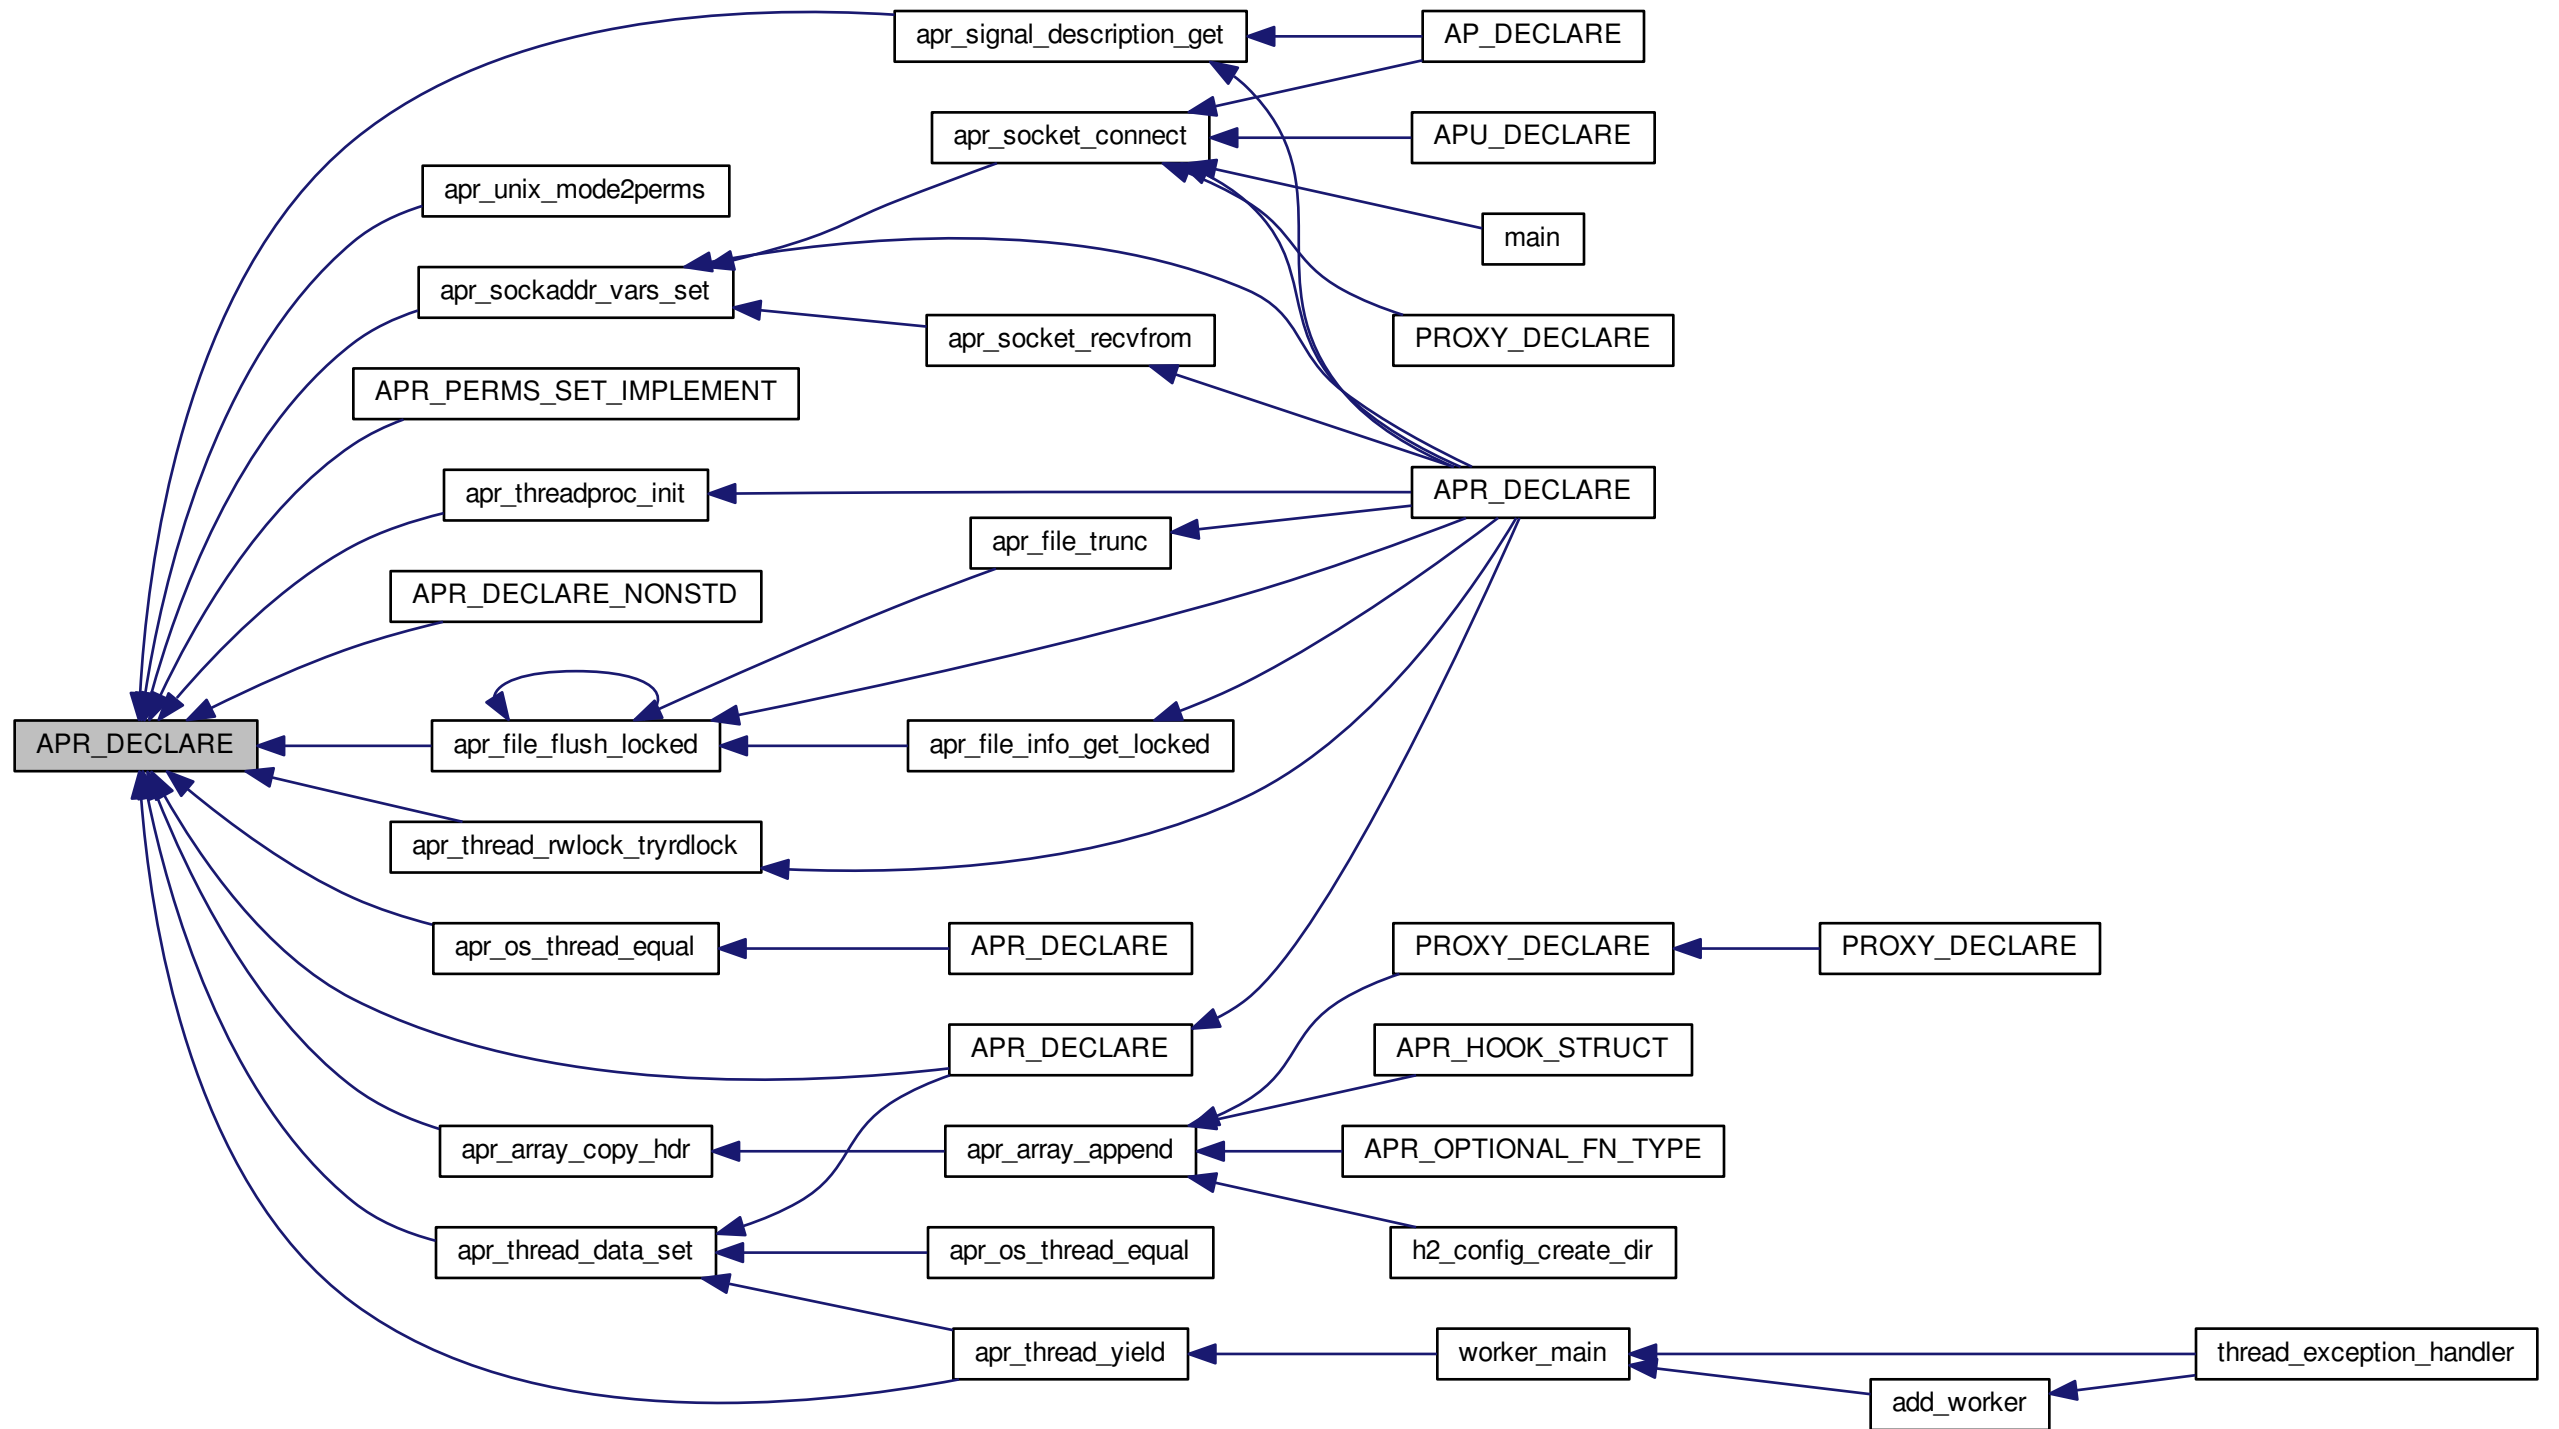 apr_signal_description_get
AP_DECLARE
apr_socket_connect
APU_DECLARE
apr_unix_mode2perms
main
apr_sockaddr_vars_set
apr_socket_recvfrom
PROXY_DECLARE
APR_PERMS_SET_IMPLEMENT
apr_threadproc_init
APR_DECLARE
apr_file_trunc
APR_DECLARE_NONSTD
APR_DECLARE
apr_file_flush_locked
apr_file_info_get_locked
apr_thread_rwlock_tryrdlock
apr_os_thread_equal
APR_DECLARE
PROXY_DECLARE
PROXY_DECLARE
APR_DECLARE
APR_HOOK_STRUCT
apr_array_copy_hdr
apr_array_append
APR_OPTIONAL_FN_TYPE
apr_thread_data_set
apr_os_thread_equal
h2_config_create_dir
apr_thread_yield
worker_main
thread_exception_handler
add_worker